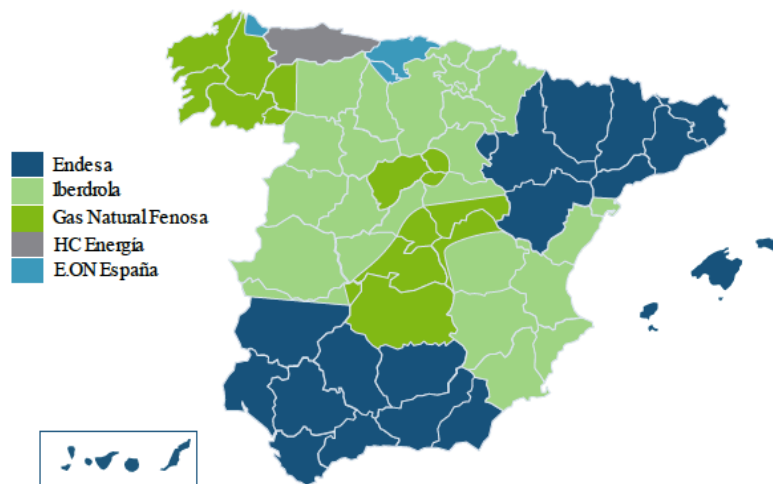 Endesa
Iberdrola
Gas Natural Fenosa
HC Energía
E.ON España